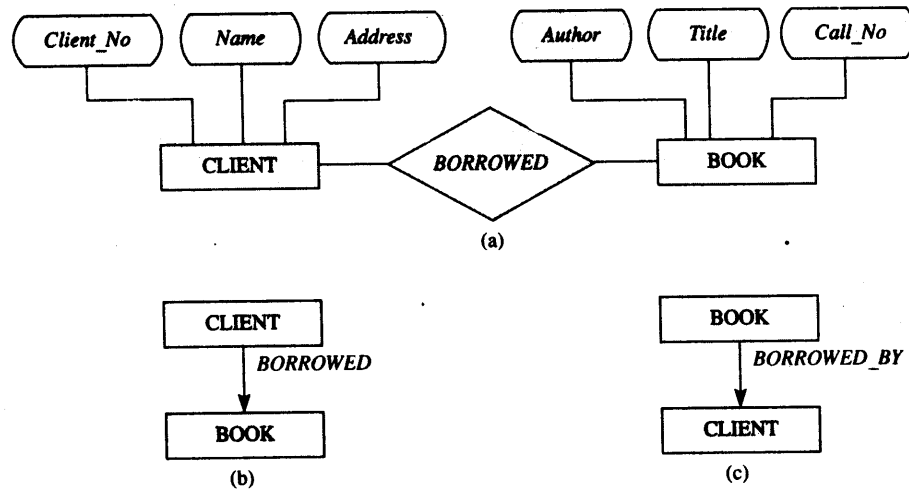 Client_No Name Address Author Title Call_No
CLIENT BORROWED BOOK
(a)
CLIENT BOOK
BORROWED BORROWED_BY
BOOK CLIENT
(b) (c)